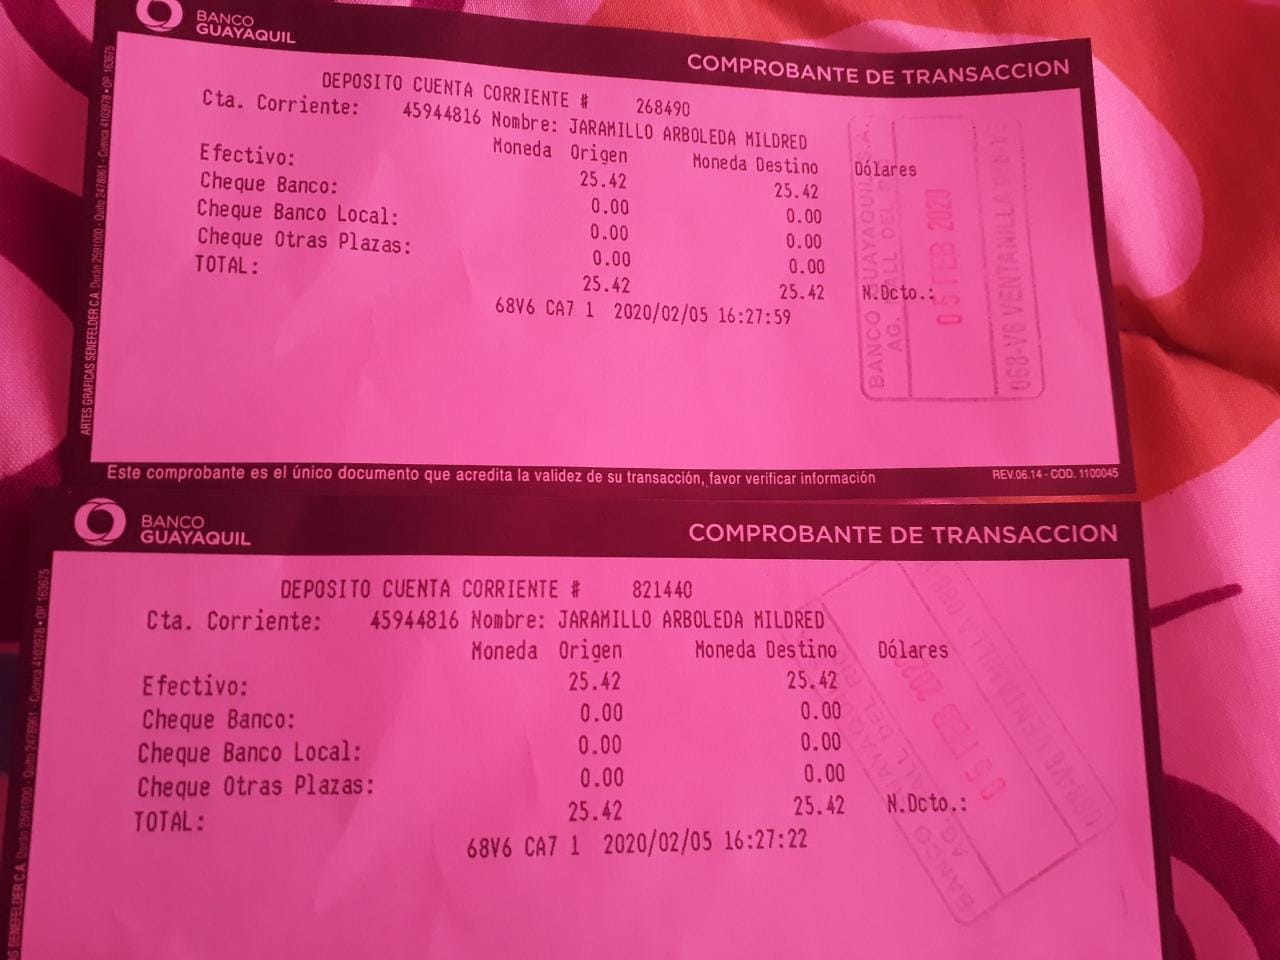 BANCO
GUAYAQUIL
COMPROBANTE DE TRANSACCION
DEPOSITO CUENTA CORRIENTE # 268490
Cta. Corriente: 45944816 Nombre: JARAMILLO ARBOLEDA MILDRED
Moneda Origen Moneda Destino Dólares
Efectivo: 25.42 25.42
Cheque Banco: 0.00 0.00
Cheque Banco Local: 0.00 0.00
Cheque Otras Plazas: 0.00 0.00
TOTAL: 25.42 25.42 N.Dcto.:
68V6 CA7 1 2020/02/05 16:27:59
BANCO GUAYAQUIL S.A.
AG. MALL DEL
05 FEB 2020
068-V6 VENTANILLA 068-V6
ARTES GRAFICAS SENEFELDER C.A. Durán 2591000 - Quito 2478961 - Cuenca 4103978 • OP 163675
Este comprobante es el único documento que acredita la validez de su transacción, favor verificar información
REV.06.14 - COD. 1100045
BANCO
GUAYAQUIL
COMPROBANTE DE TRANSACCION
DEPOSITO CUENTA CORRIENTE # 821440
Cta. Corriente: 45944816 Nombre: JARAMILLO ARBOLEDA MILDRED
Moneda Origen Moneda Destino Dólares
Efectivo: 25.42 25.42
Cheque Banco: 0.00 0.00
Cheque Banco Local: 0.00 0.00
Cheque Otras Plazas: 0.00 0.00
TOTAL: 25.42 25.42 N.Dcto.:
68V6 CA7 1 2020/02/05 16:27:22
BANCO GUAYAQUIL
AG. MALL DEL RIO
05 FEB 202
068-V6 VENTANILLA 068
SENEFELDER C.A. Durán 2591000 - Quito 2478961 - Cuenca 4103978 • OP 163675